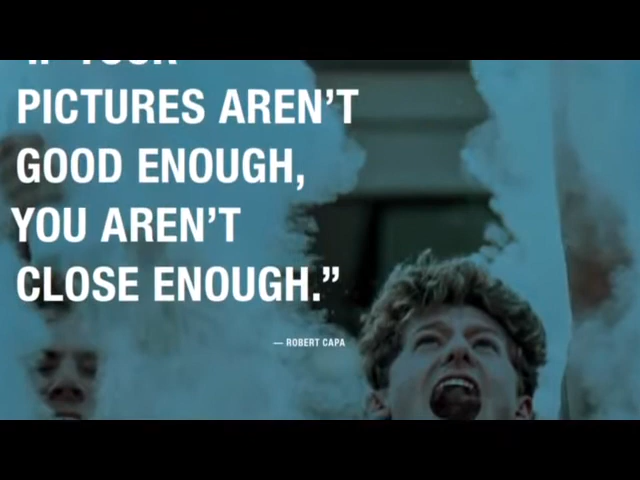 PICTURES AREN’T
GOOD ENOUGH,
YOU AREN’T
CLOSE ENOUGH.”
— ROBERT CAPA